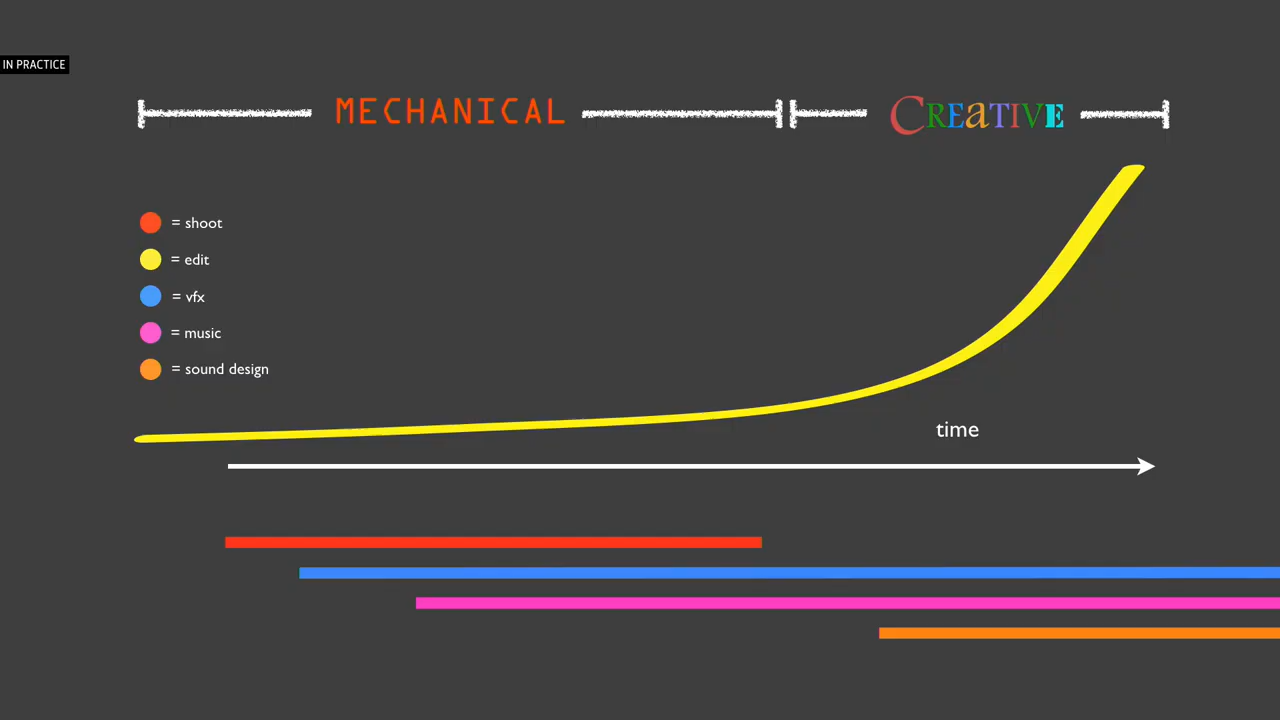 IN PRACTICE
MECHANICAL
CREaTIVE
= shoot
= edit
= vfx
= music
= sound design
time